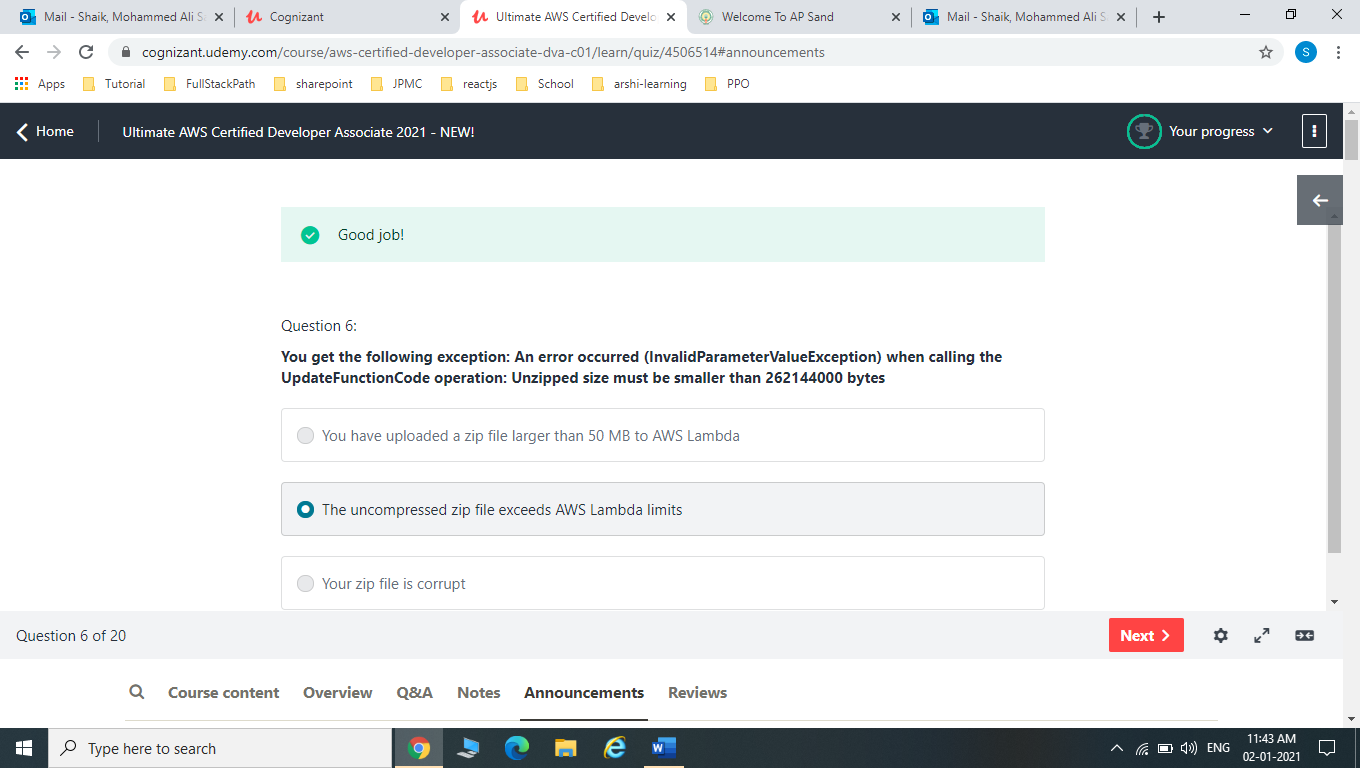 Mail - Shaik, Mohammed Ali S
Cognizant
Ultimate AWS Certified Develo
Welcome To AP Sand
Mail - Shaik, Mohammed Ali S
cognizant.udemy.com/course/aws-certified-developer-associate-dva-c01/learn/quiz/4506514#announcements
S
Apps
Tutorial
FullStackPath
sharepoint
JPMC
reactjs
School
arshi-learning
PPO
Home
Ultimate AWS Certified Developer Associate 2021 - NEW!
Your progress
Good job!
Question 6:
You get the following exception: An error occurred (InvalidParameterValueException) when calling the
UpdateFunctionCode operation: Unzipped size must be smaller than 262144000 bytes
You have uploaded a zip file larger than 50 MB to AWS Lambda
The uncompressed zip file exceeds AWS Lambda limits
Your zip file is corrupt
Question 6 of 20
Next
Course content
Overview
Q&A
Notes
Announcements
Reviews
Type here to search
ENG
11:43 AM
02-01-2021